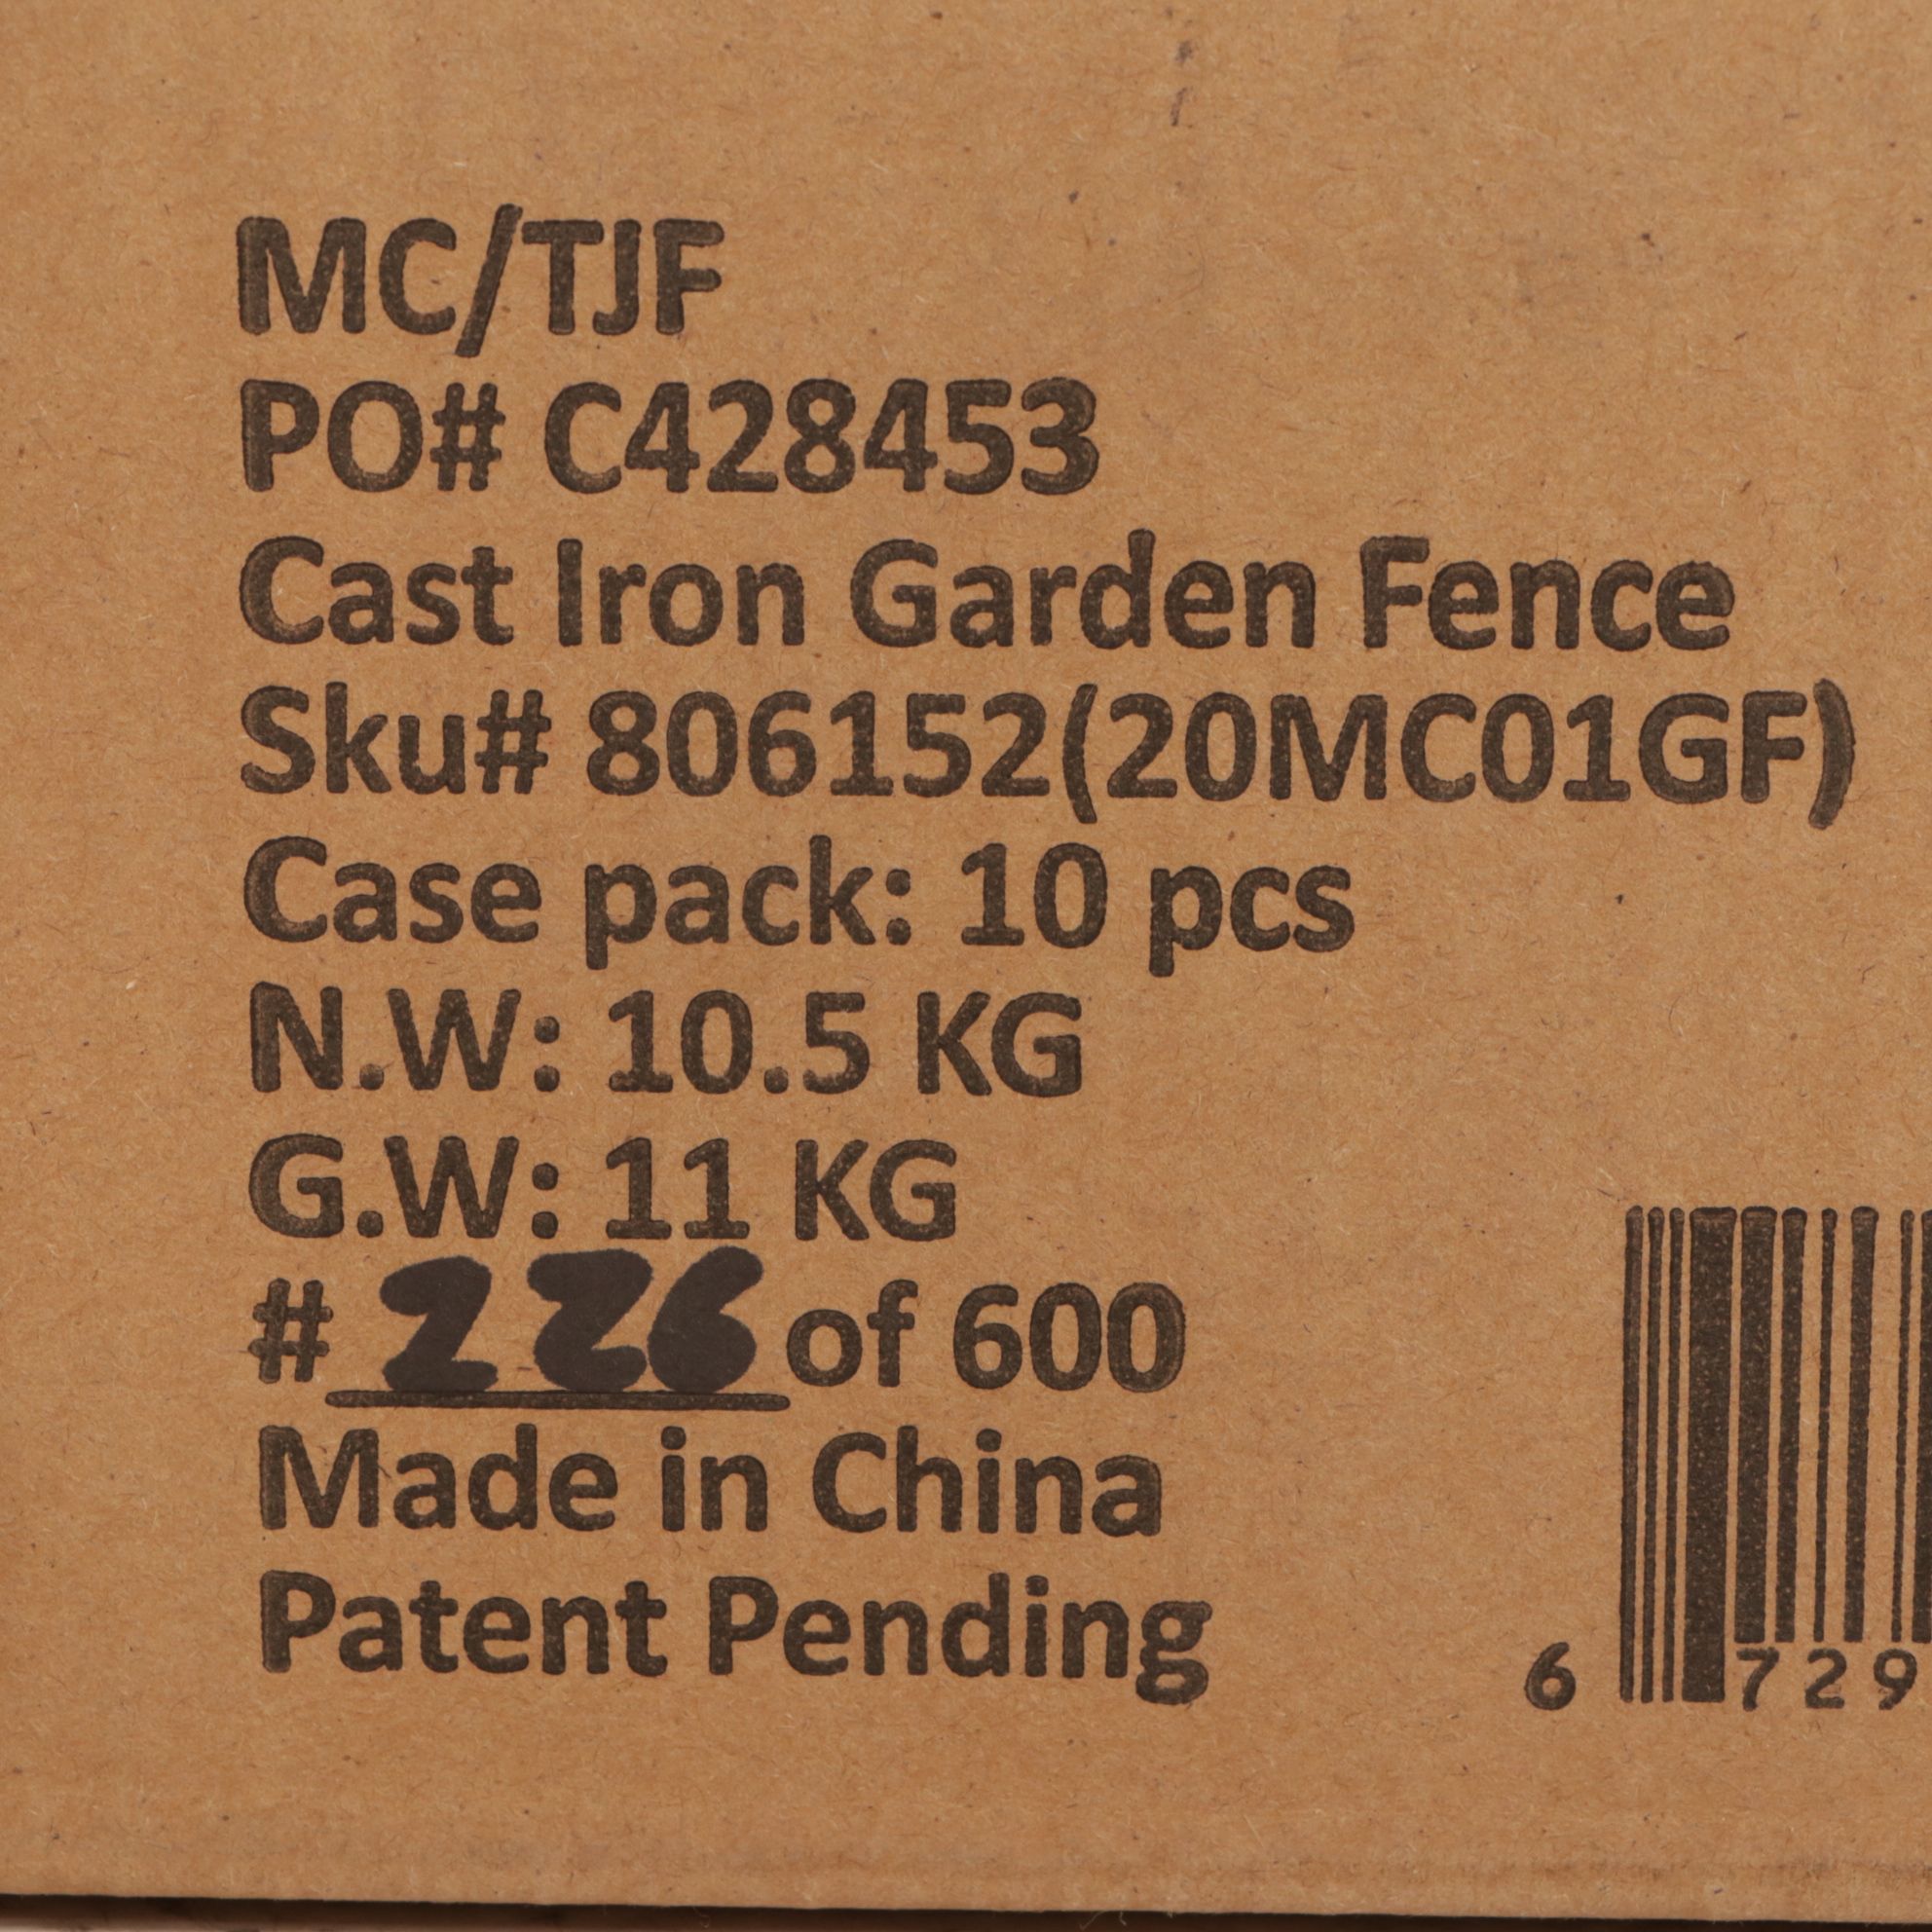 MC/TJF
PO# C428453
Cast Iron Garden Fence
Sku# 806152(20MC01GF)
Case pack: 10 pcs
N.W: 10.5 KG
G.W: 11 KG
# 226 of 600
Made in China
Patent Pending
6 729